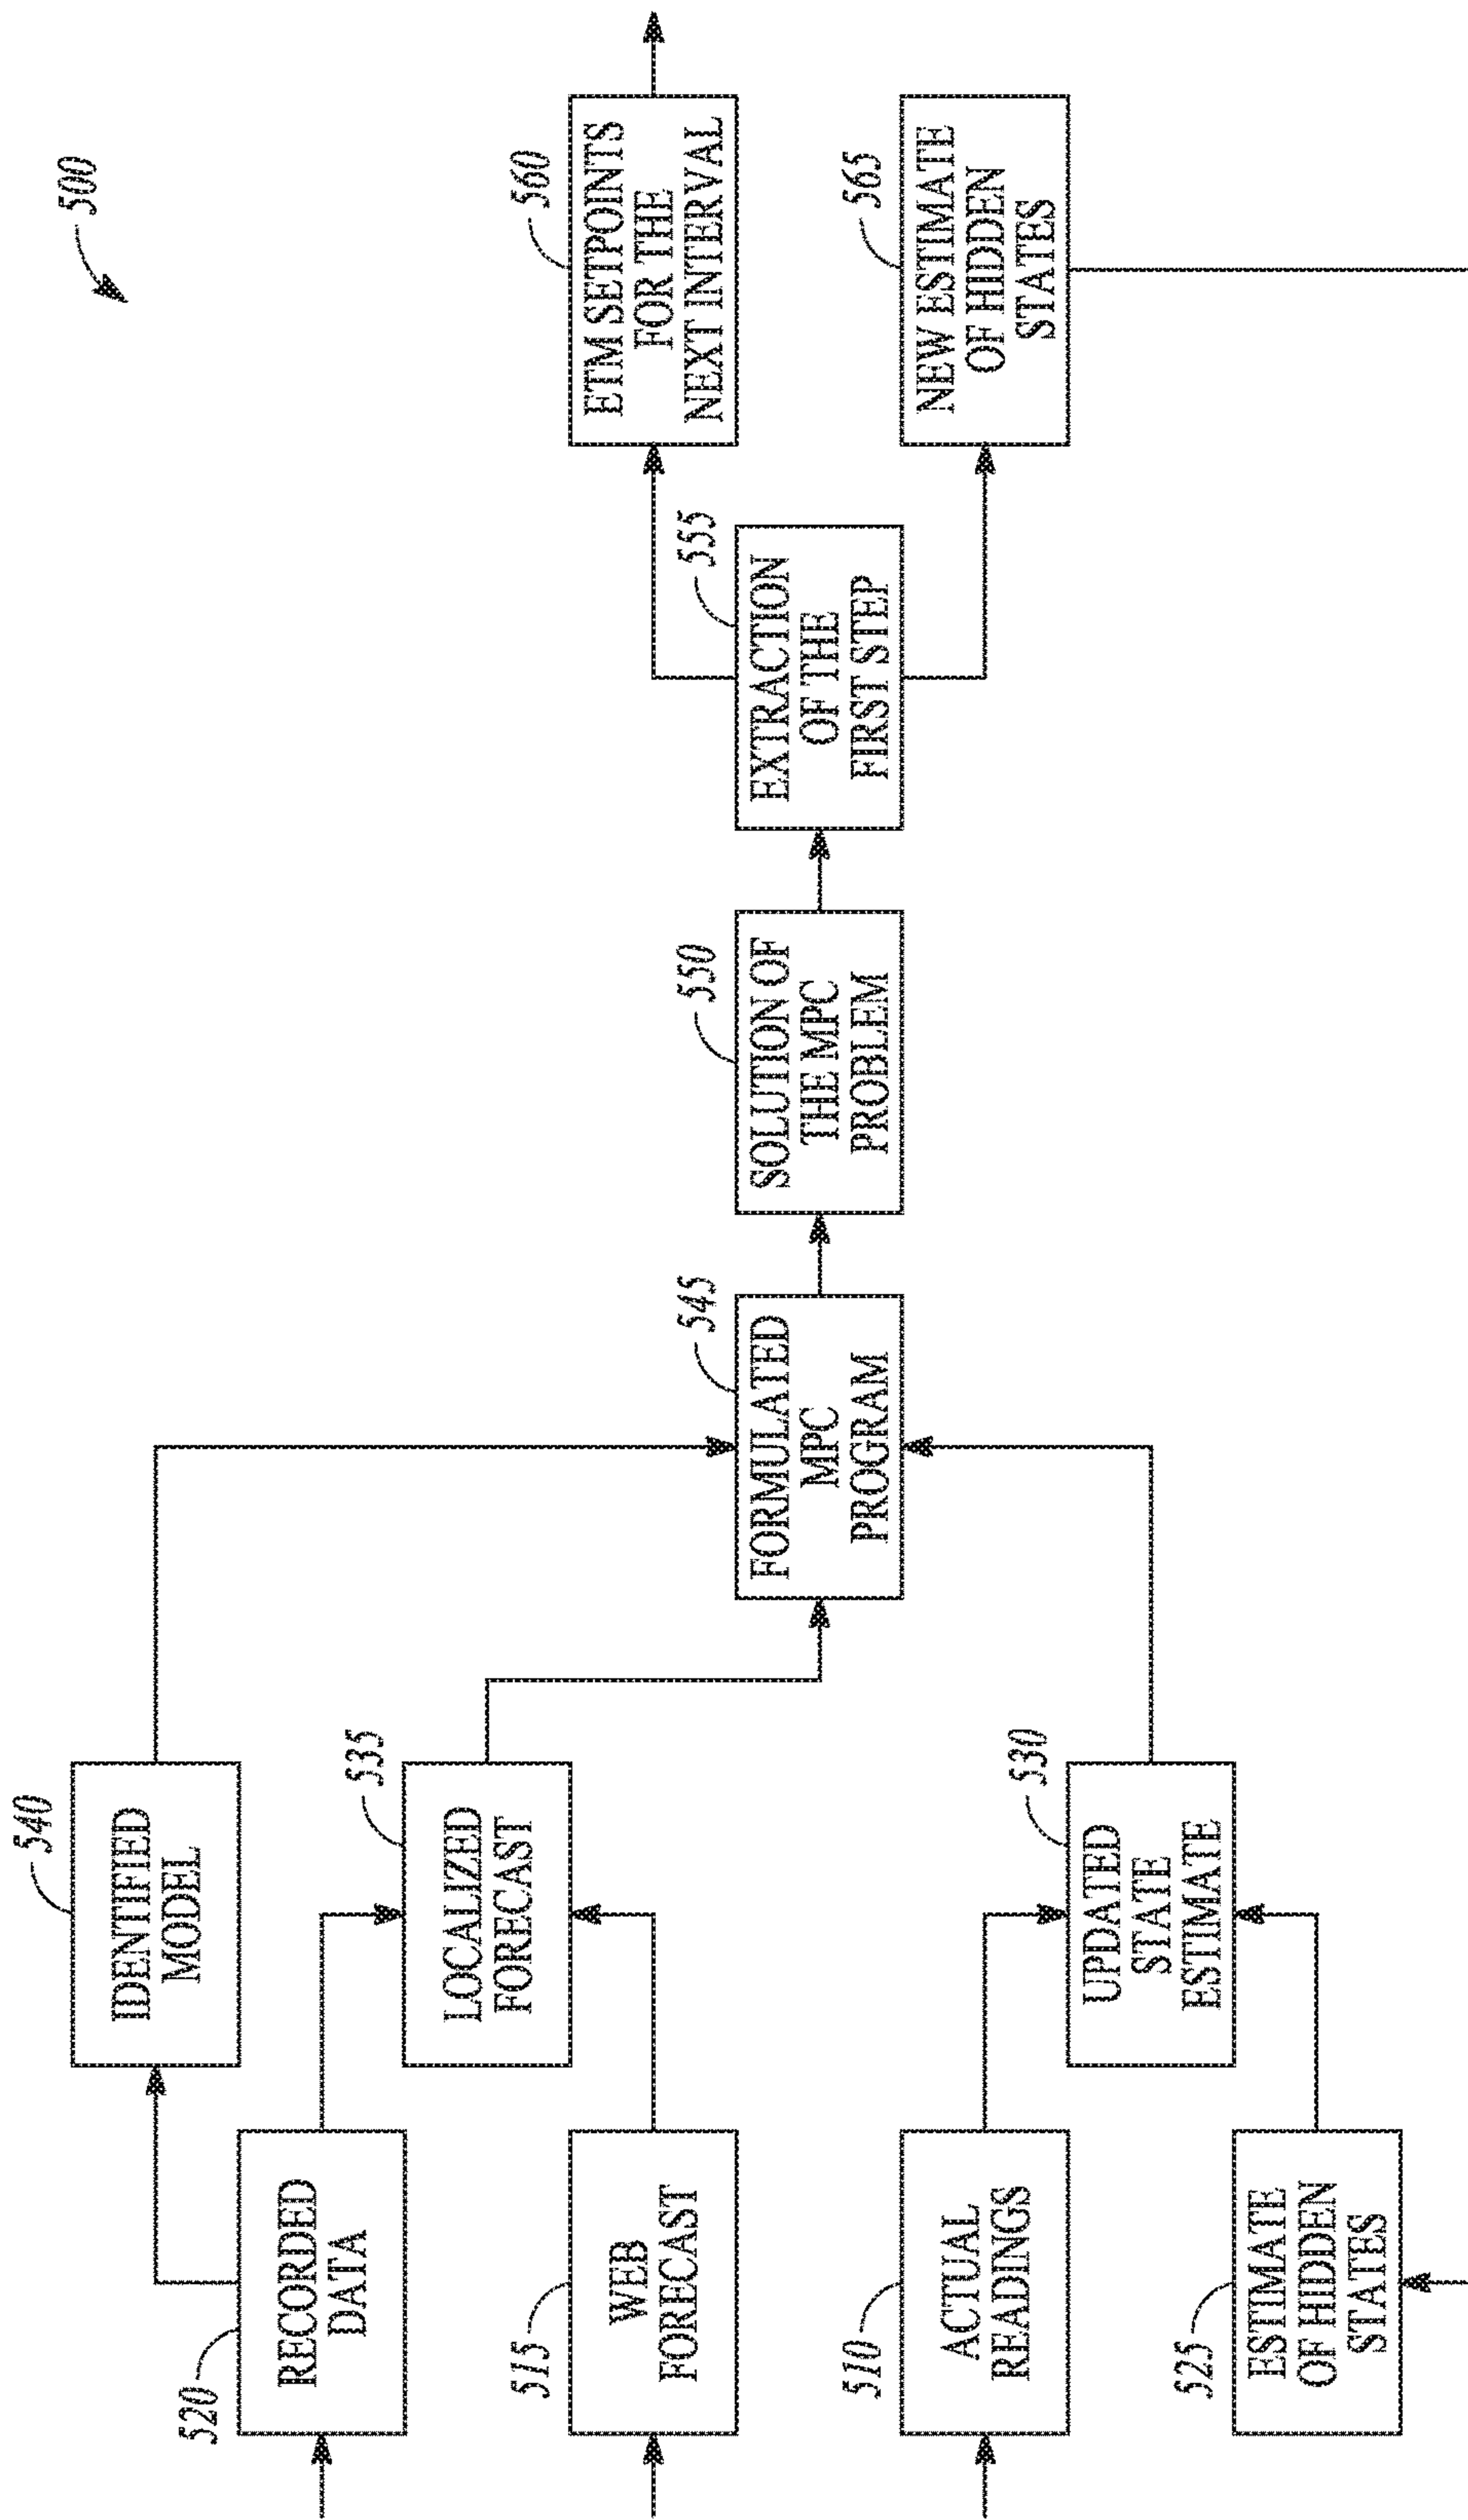 500
520
RECORDED
DATA
540
IDENTIFIED
MODEL
515
WEB
FORECAST
535
LOCALIZED
FORECAST
510
ACTUAL
READINGS
525
ESTIMATE
OF HIDDEN
STATES
530
UPDATED
STATE
ESTIMATE
545
FORMULATED
MPC
PROGRAM
550
SOLUTION OF
THE MPC
PROBLEM
555
EXTRACTION
OF THE
FIRST STEP
560
ETM SETPOINTS
FOR THE
NEXT INTERVAL
565
NEW ESTIMATE
OF HIDDEN
STATES